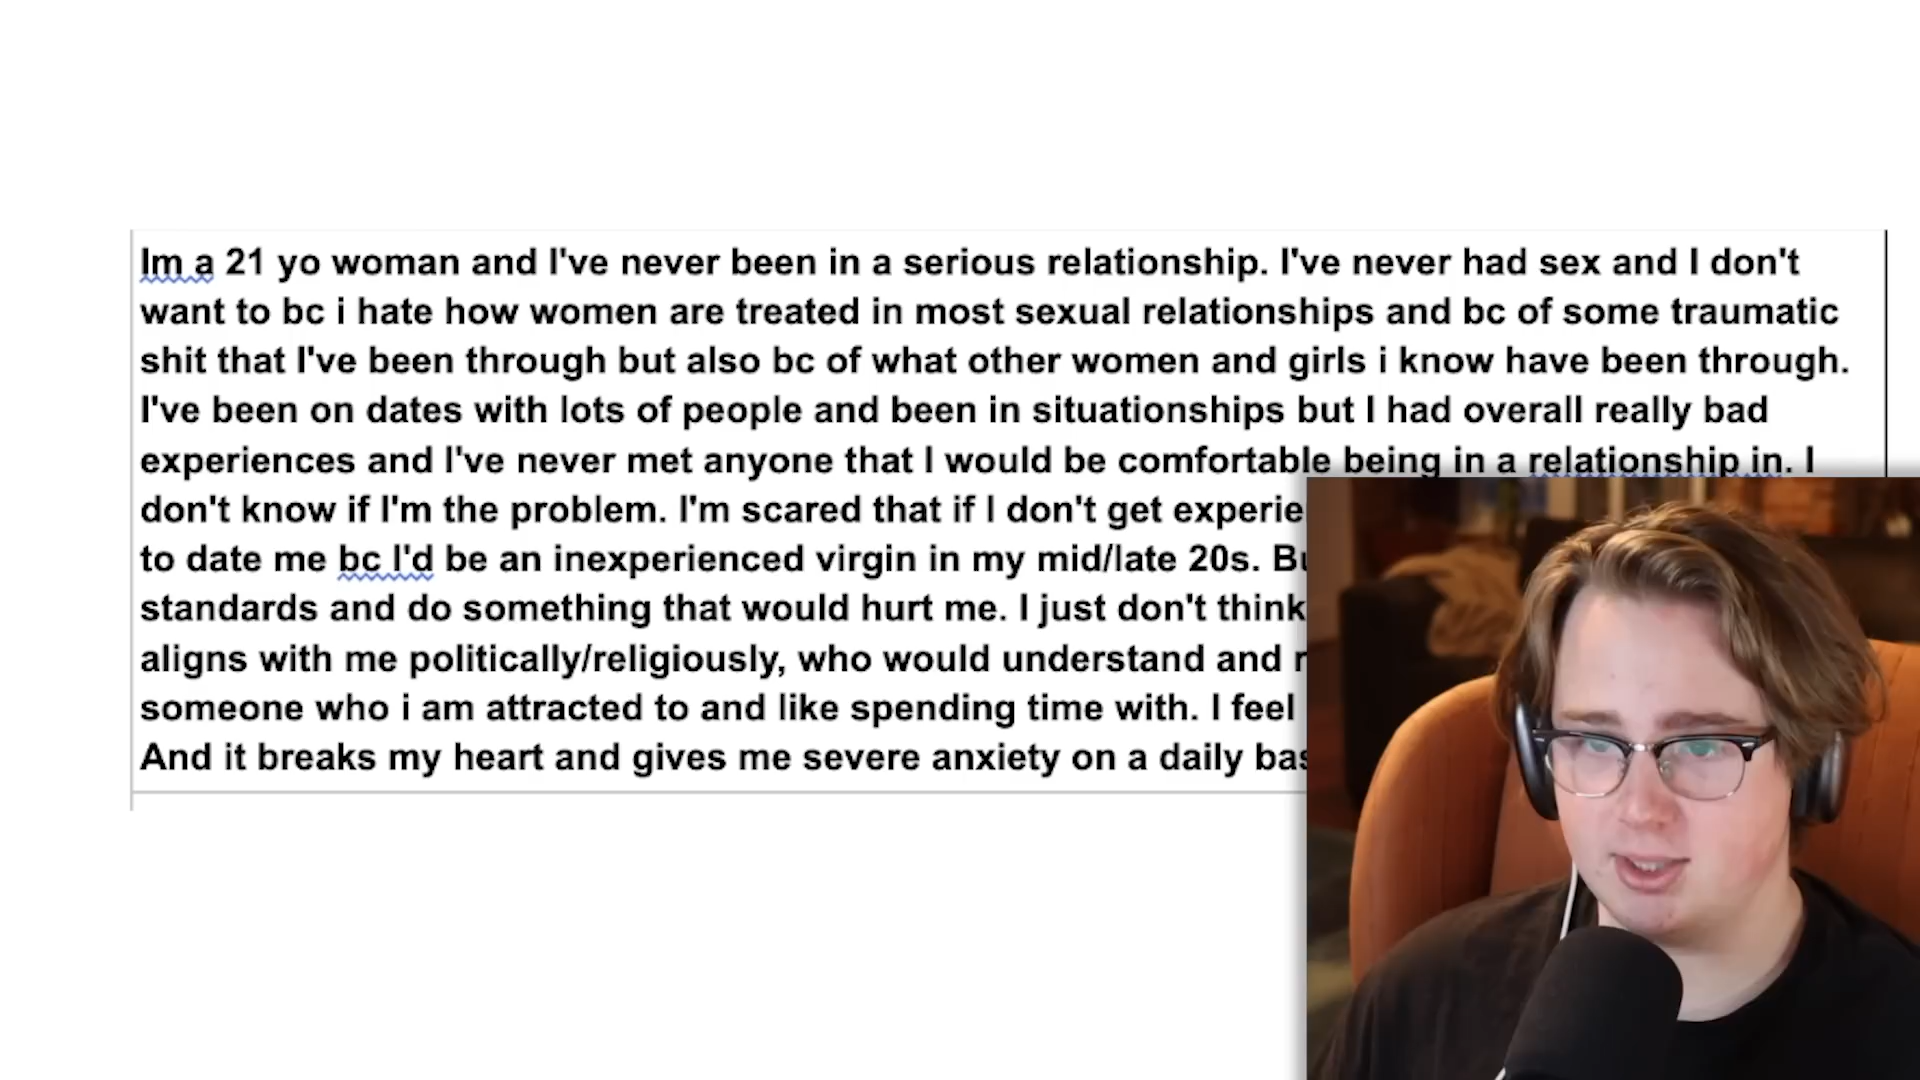 Im a 21 yo woman and I've never been in a serious relationship. I've never had sex and I don't
want to bc i hate how women are treated in most sexual relationships and bc of some traumatic
shit that I've been through but also bc of what other women and girls i know have been through.
I've been on dates with lots of people and been in situationships but I had overall really bad
experiences and I've never met anyone that I would be comfortable being in a relationship in. I
don't know if I'm the problem. I'm scared that if I don't get
to date me bc I'd be an inexperienced virgin in my mid/late 20s.
standards and do something that would hurt me. I just don't think
aligns with me politically/religiously, who would understand and
someone who i am attracted to and like spending time with. I feel
And it breaks my heart and gives me severe anxiety on a daily